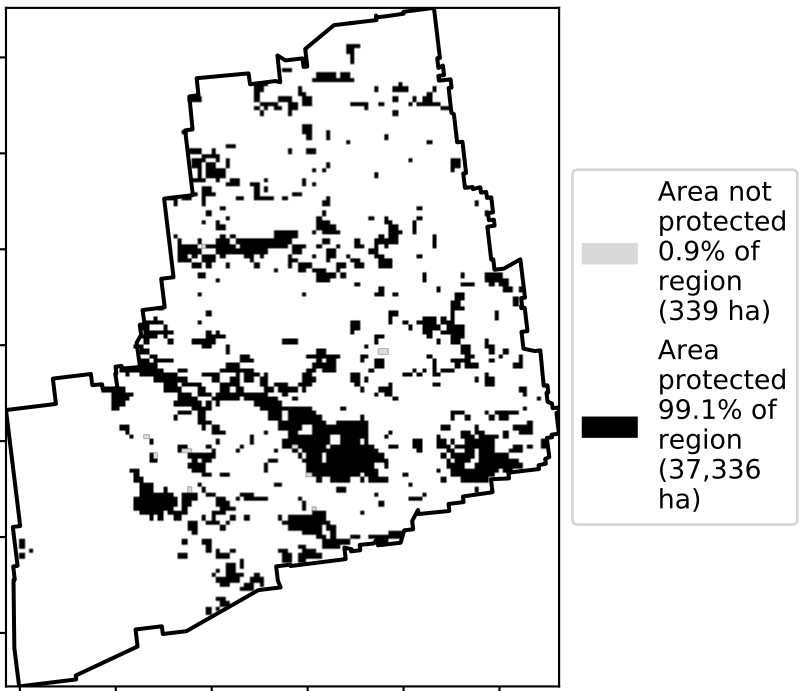 Area not
protected
0.9% of
region
(339 ha)
Area
protected
99.1% of
region
(37,336
ha)